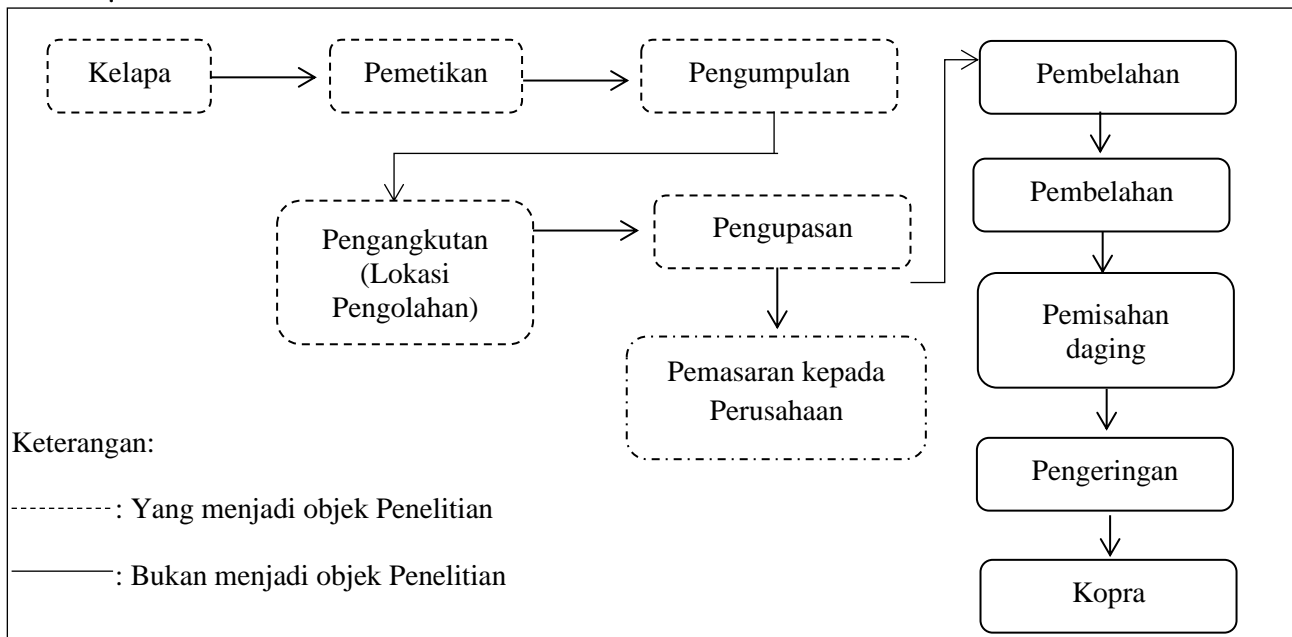 Kelapa
Pemetikan
Pengumpulan
Pengangkutan
(Lokasi
Pengolahan)
Pengupasan
Pemasaran kepada
Perusahaan
Pembelahan
Pembelahan
Pemisahan
daging
Pengeringan
Kopra
Keterangan:
: Yang menjadi objek Penelitian
: Bukan menjadi objek Penelitian